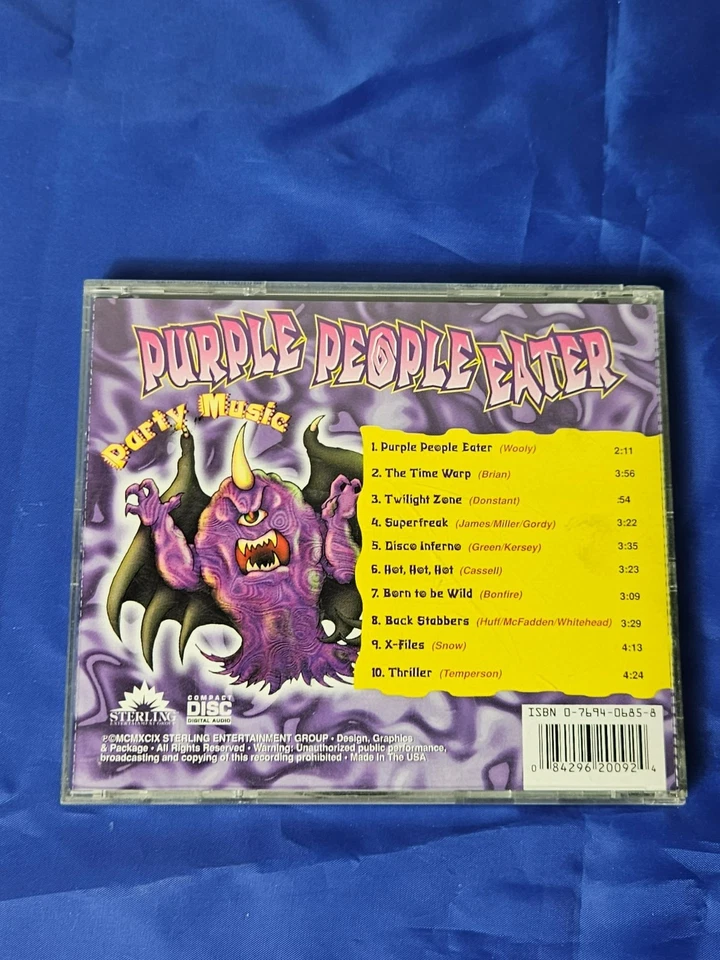 PURPLE PEOPLE EATER
Party Music
1. Purple People Eater (Wooly) 2:11
2. The Time Warp (Brian) 3:56
3. Twilight Zone (Donstant) :54
4. Superfreak (James/Miller/Gordy) 3:22
5. Disco Inferno (Green/Kersey) 3:35
6. Hot, Hot, Hot (Cassell) 3:23
7. Born to be Wild (Bonfire) 3:09
8. Back Stabbers (Huff/McFadden/Whitehead) 3:29
9. X-Files (Snow) 4:13
10. Thriller (Temperson) 4:24
STERLING
ENTERTAINMENT GROUP
COMPACT
DISC
DIGITAL AUDIO
℗©MCMXCIX STERLING ENTERTAINMENT GROUP • Design, Graphics
& Package • All Rights Reserved • Warning: Unauthorized public performance,
broadcasting and copying of this recording prohibited • Made In The USA
ISBN 0-7694-0685-8
0 84296 20092 4